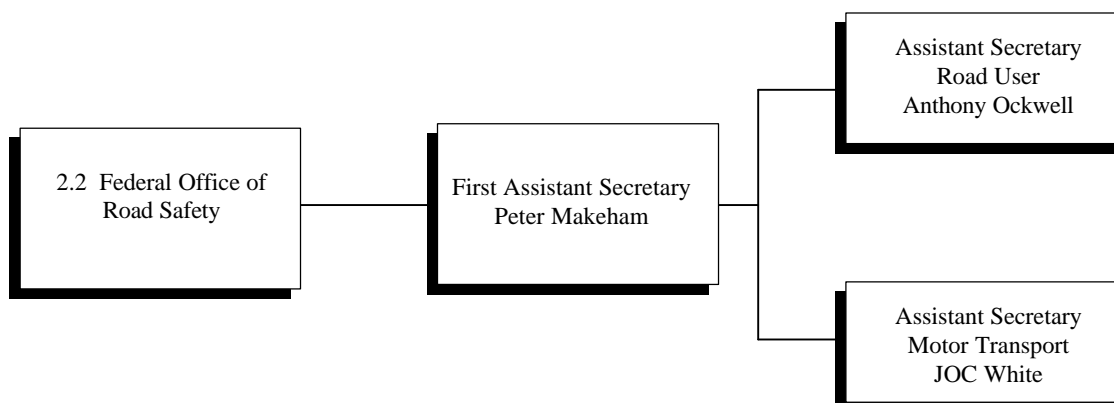 2.2 Federal Office of
Road Safety
First Assistant Secretary
Peter Makeham
Assistant Secretary
Road User
Anthony Ockwell
Assistant Secretary
Motor Transport
JOC White